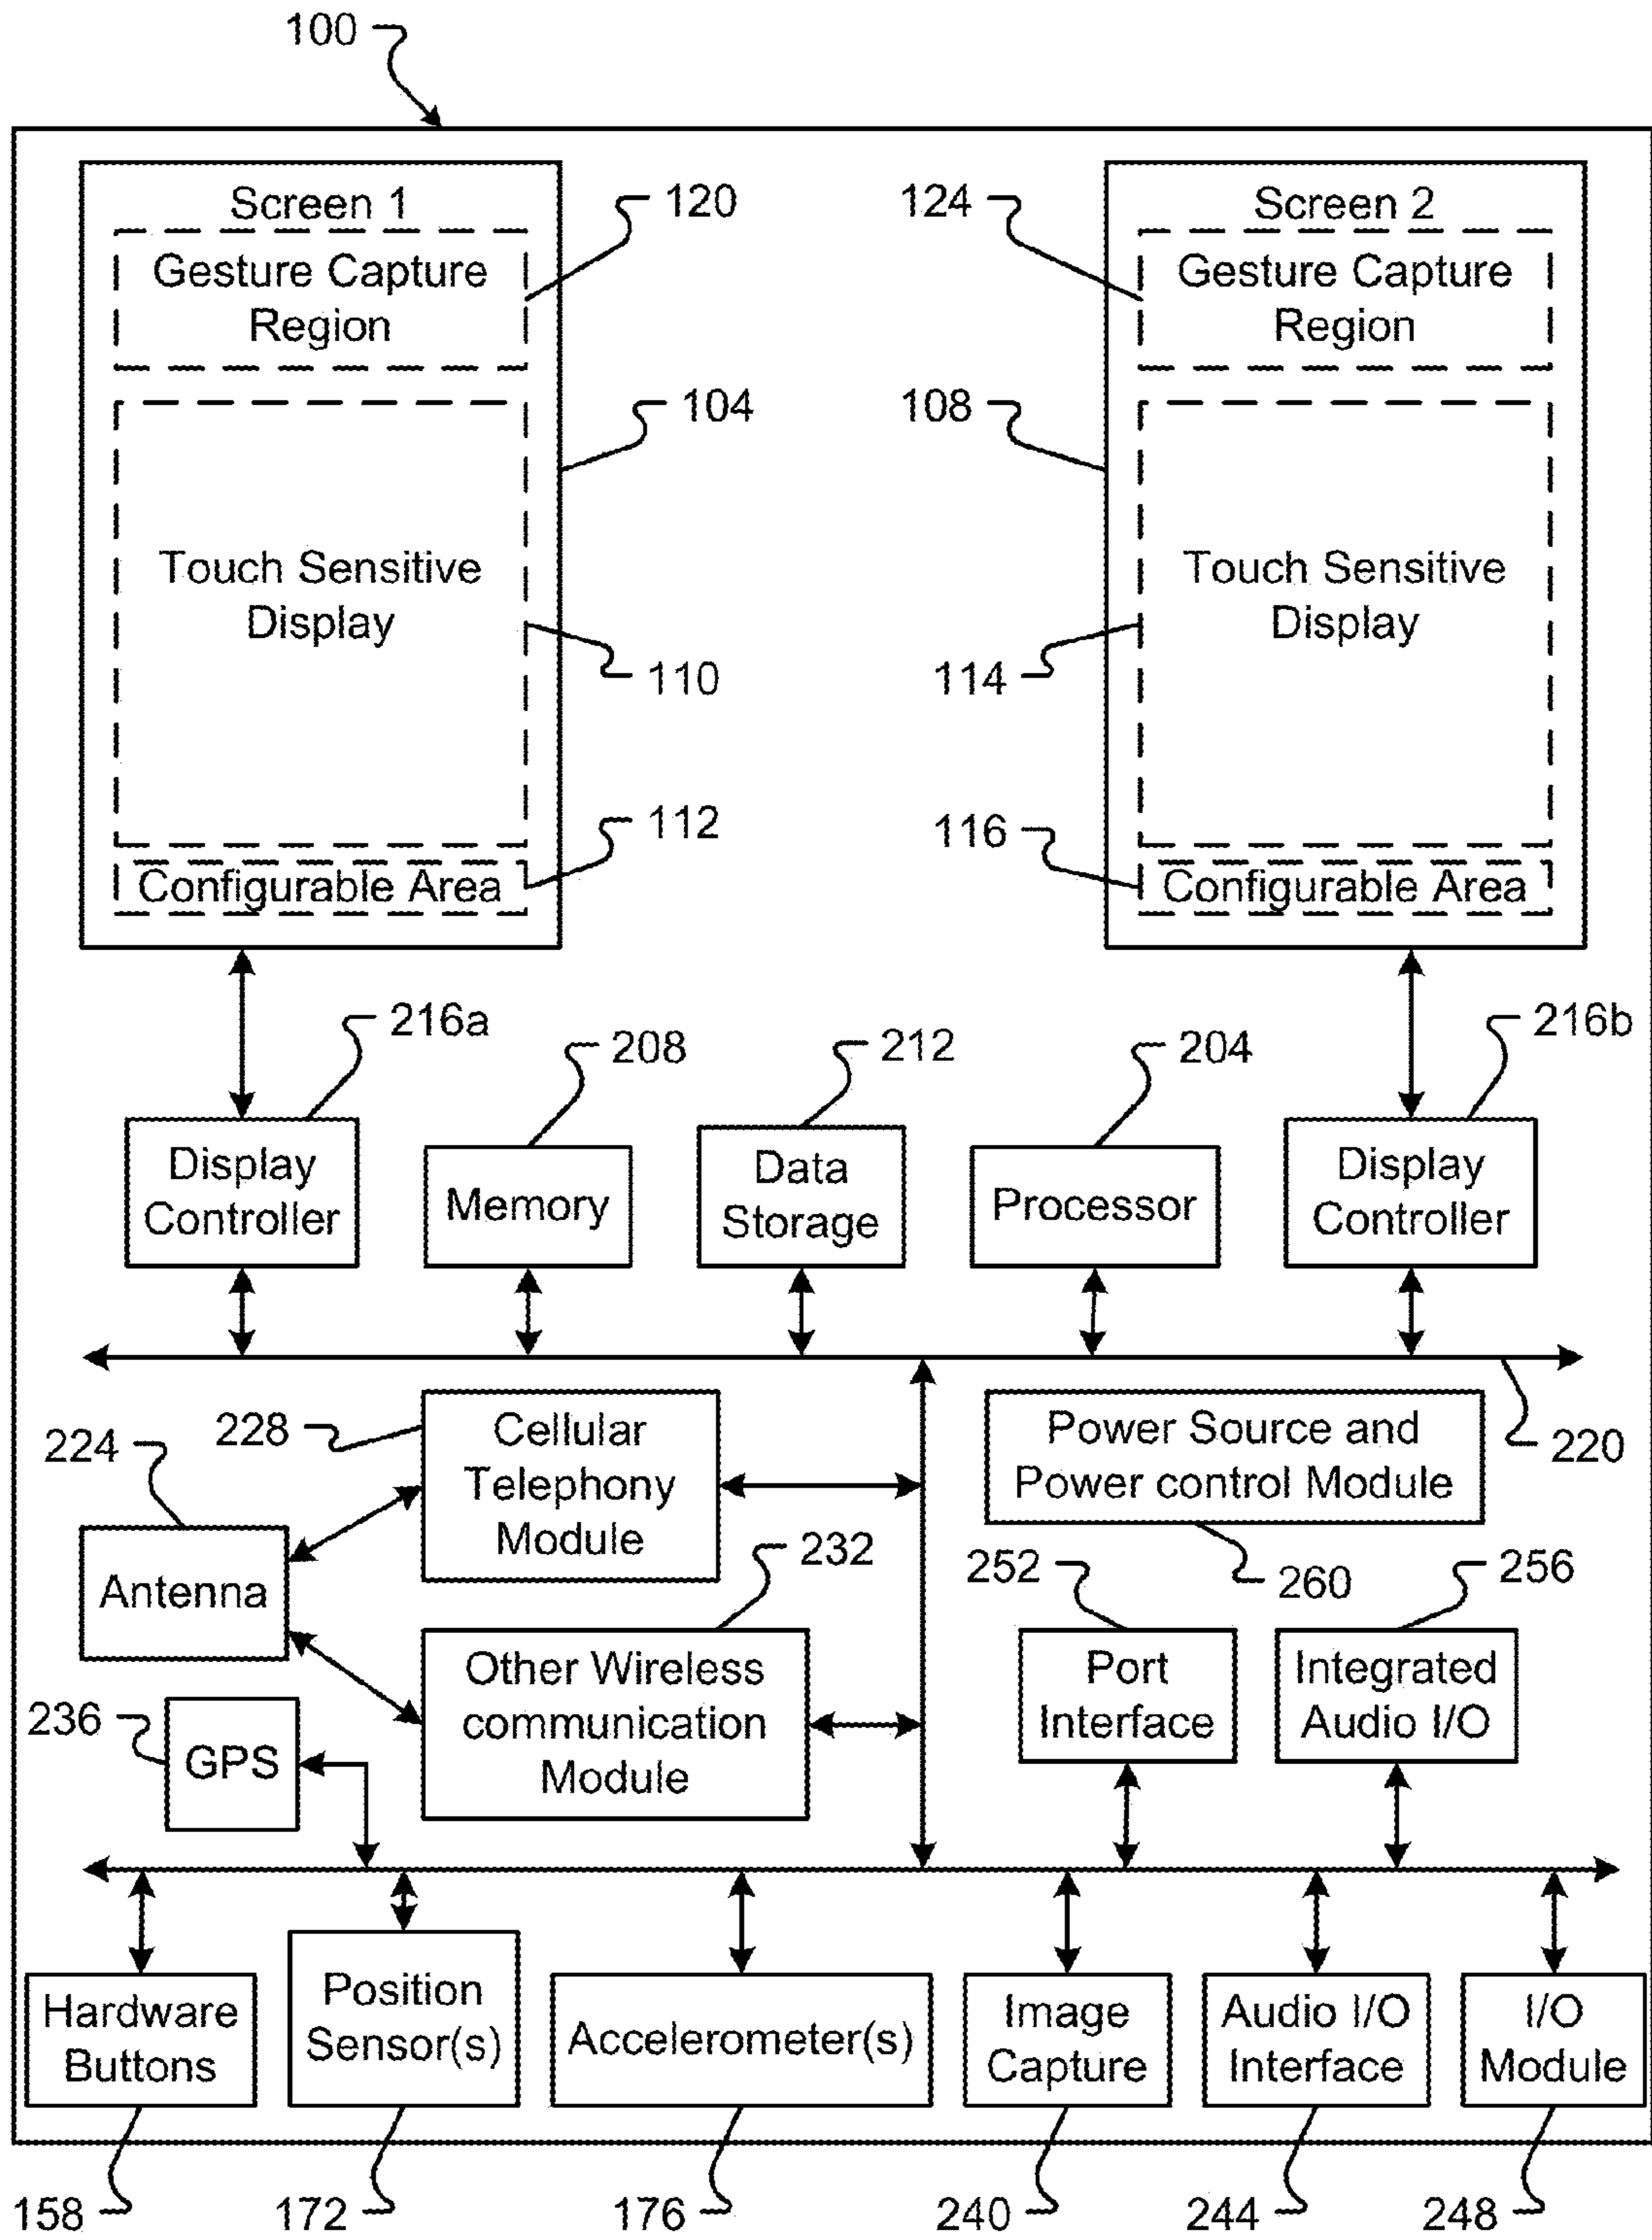 100
Screen 1
120
124
Screen 2
Gesture Capture
Region
Gesture Capture
Region
104
108
Touch Sensitive
Display
Touch Sensitive
Display
110
114
112
116
Configurable Area
Configurable Area
216a
208
212
204
216b
Display
Controller
Memory
Data
Storage
Processor
Display
Controller
228
Cellular
Telephony
Module
Power Source and
Power control Module
220
224
232
252
260
256
Antenna
Other Wireless
communication
Module
Port
Interface
Integrated
Audio I/O
236
GPS
Hardware
Buttons
Position
Sensor(s)
Accelerometer(s)
Image
Capture
Audio I/O
Interface
I/O
Module
158
172
176
240
244
248